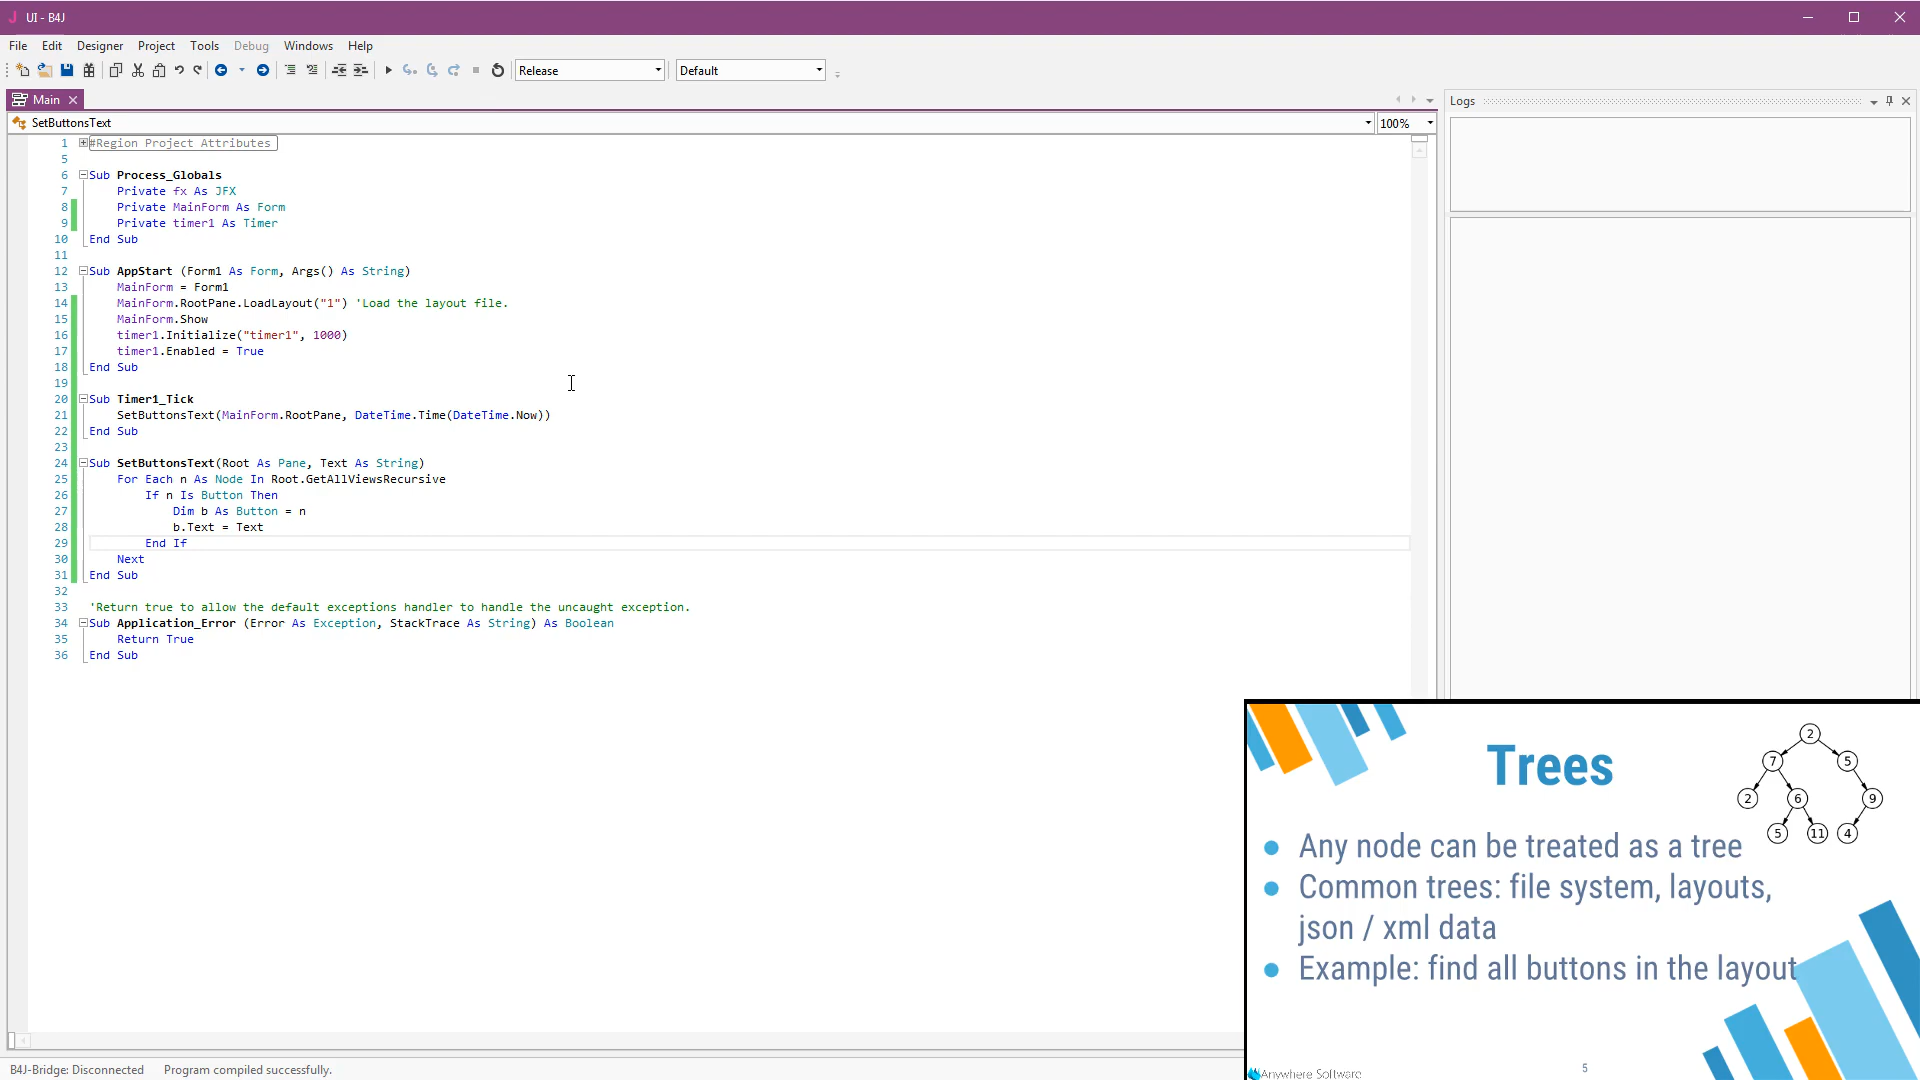 UI - B4J
File Edit Designer Project Tools Debug Windows Help
Release Default
Main
Logs
SetButtonsText
100%
1 #Region Project Attributes
5
6 Sub Process_Globals
7 Private fx As JFX
8 Private MainForm As Form
9 Private timer1 As Timer
10 End Sub
11
12 Sub AppStart (Form1 As Form, Args() As String)
13 MainForm = Form1
14 MainForm.RootPane.LoadLayout("1") 'Load the layout file.
15 MainForm.Show
16 timer1.Initialize("timer1", 1000)
17 timer1.Enabled = True
18 End Sub
19
20 Sub Timer1_Tick
21 SetButtonsText(MainForm.RootPane, DateTime.Time(DateTime.Now))
22 End Sub
23
24 Sub SetButtonsText(Root As Pane, Text As String)
25 For Each n As Node In Root.GetAllViewsRecursive
26 If n Is Button Then
27 Dim b As Button = n
28 b.Text = Text
29 End If
30 Next
31 End Sub
32
33 'Return true to allow the default exceptions handler to handle the uncaught exception.
34 Sub Application_Error (Error As Exception, StackTrace As String) As Boolean
35 Return True
36 End Sub
Trees
2
7 5
2 6 9
5 11 4
• Any node can be treated as a tree
• Common trees: file system, layouts,
json / xml data
• Example: find all buttons in the layout
Anywhere Software
5
B4J-Bridge: Disconnected Program compiled successfully.